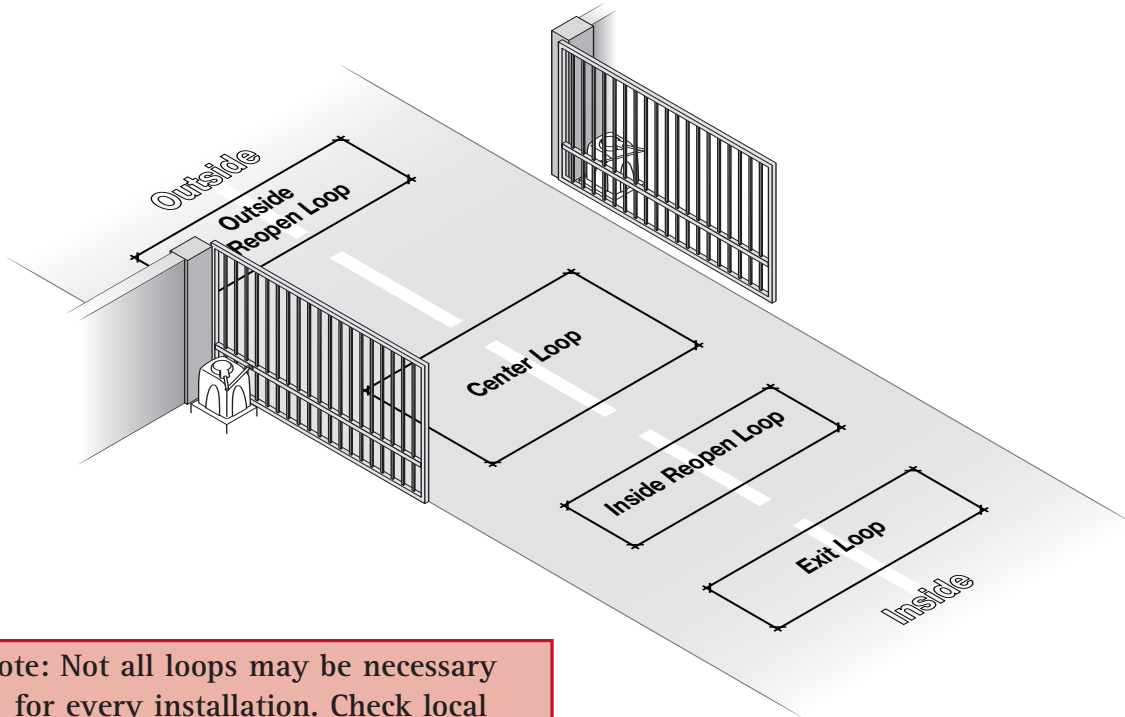 Outside
Outside
Reopen Loop
Center Loop
Inside Reopen Loop
Exit Loop
Inside
Not all loops may be necessary
for every installation. Check local